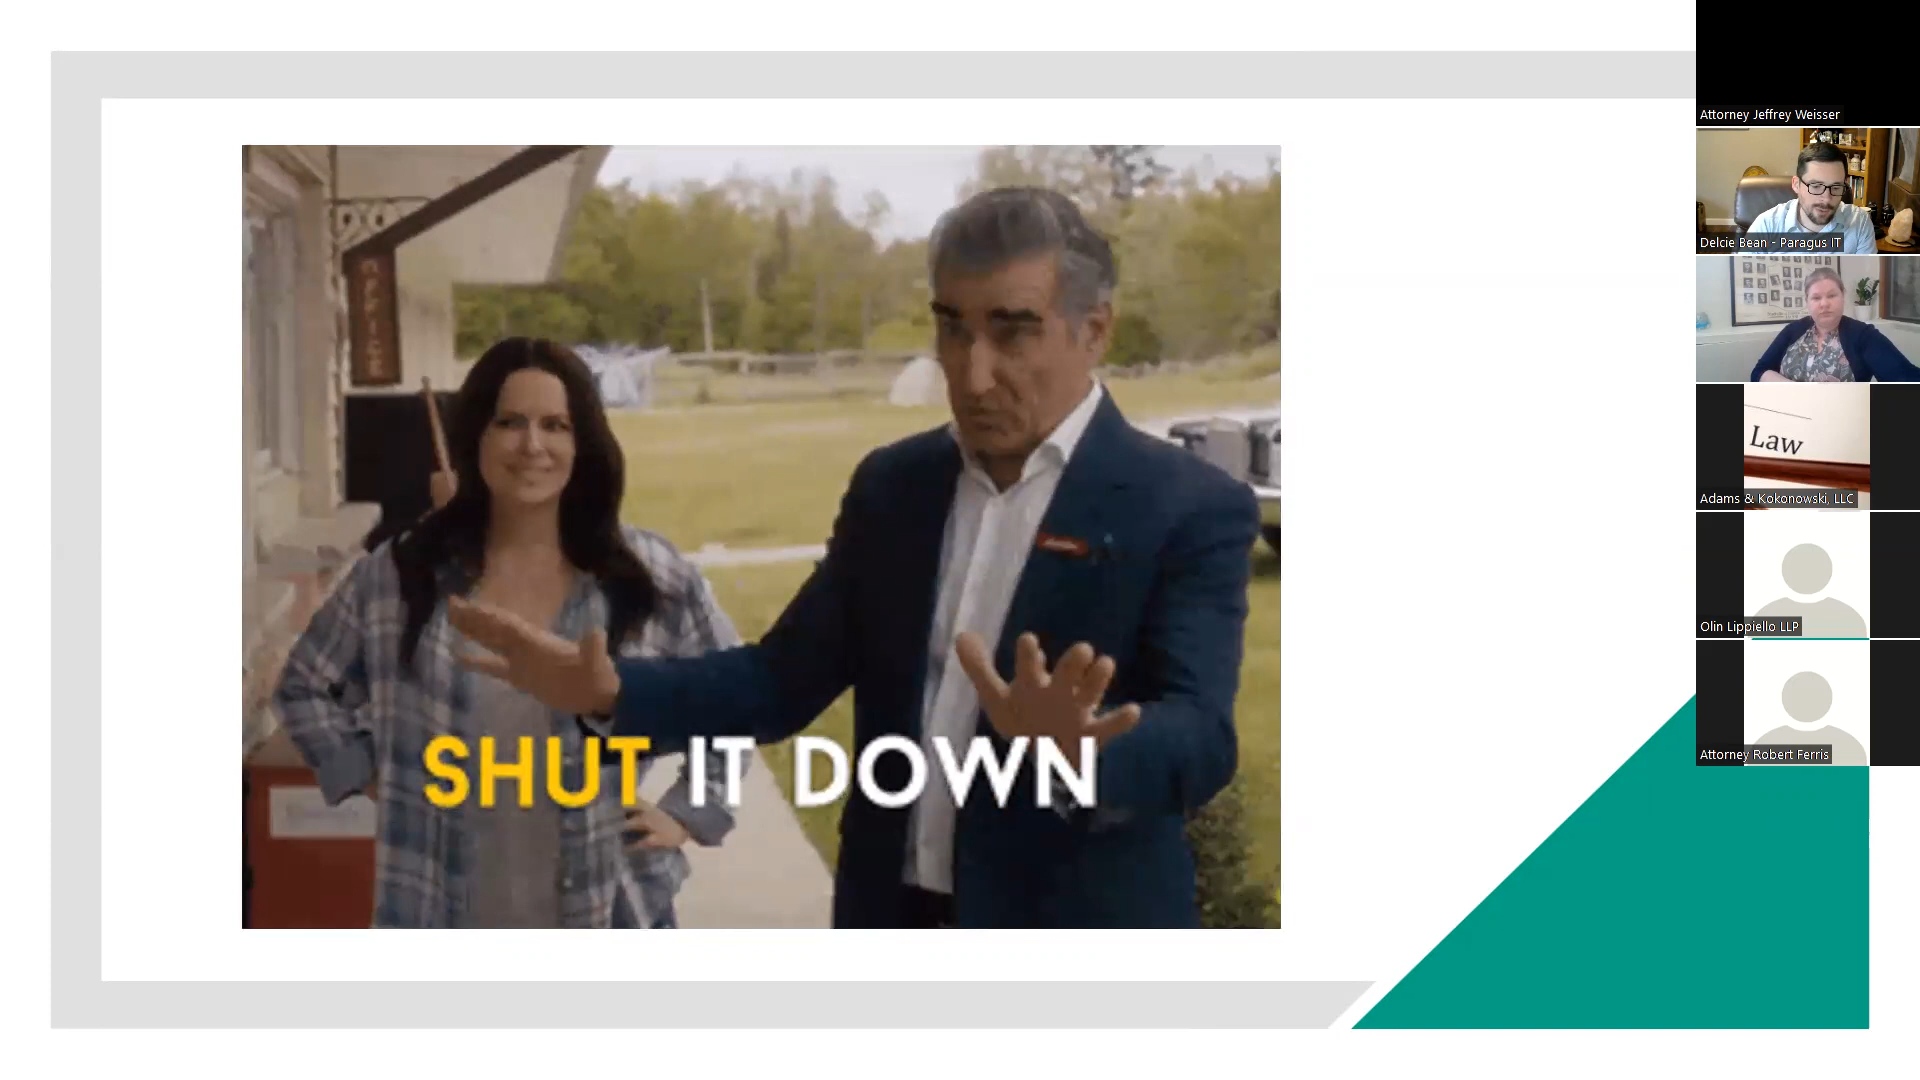 OFFICE
SHUT IT DOWN
Attorney Jeffrey Weisser
Delcie Bean - Paragus IT
Law
Adams & Kokonowski, LLC
Olin Lippiello LLP
Attorney Robert Ferris